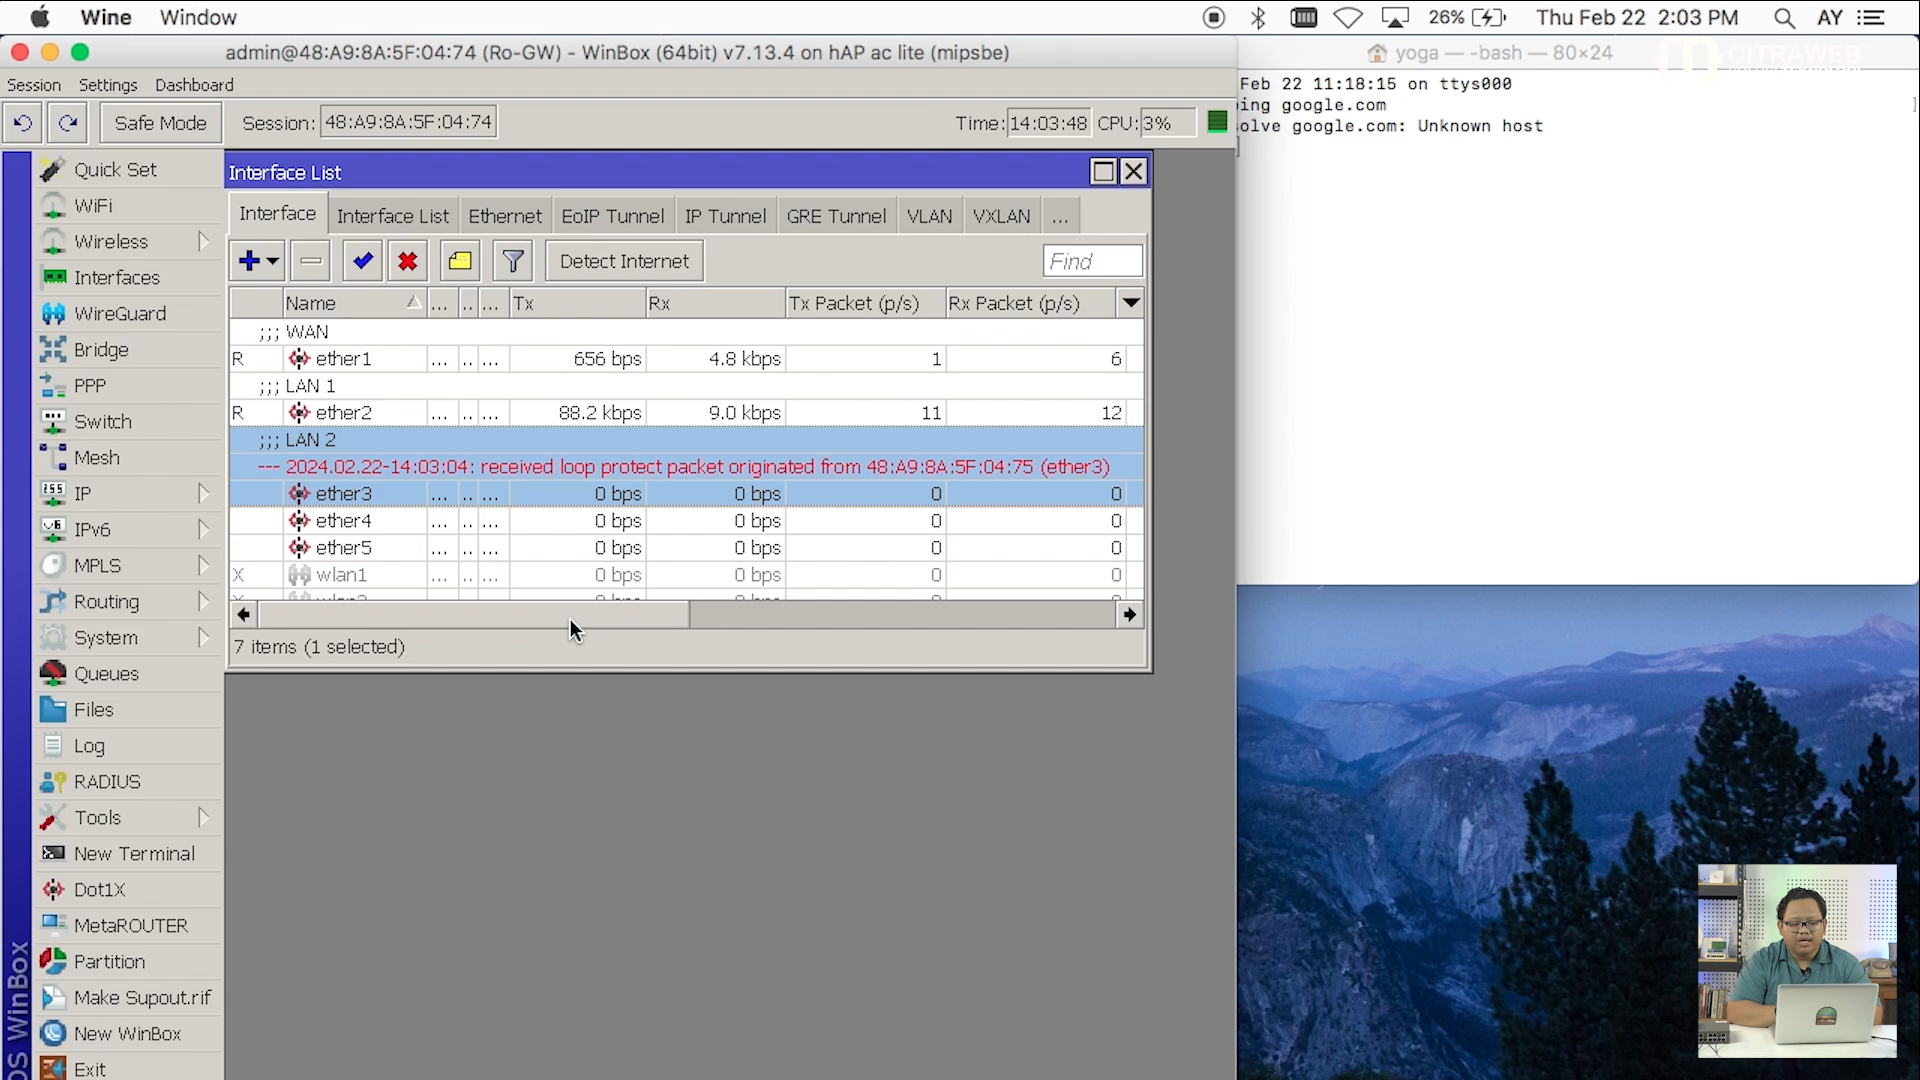 Wine Window 26% Thu Feb 22 2:03 PM AY
admin@48:A9:8A:5F:04:74 (Ro-GW) - WinBox (64bit) v7.13.4 on hAP ac lite (mipsbe)
yoga — -bash — 80×24
CITRAWEB
Session Settings Dashboard
Feb 22 11:18:15 on ttys000
ing google.com
solve google.com: Unknown host
Safe Mode Session: 48:A9:8A:5F:04:74 Time: 14:03:48 CPU: 3%
Quick Set
WiFi
Wireless
Interfaces
WireGuard
Bridge
PPP
Switch
Mesh
IP
IPv6
MPLS
Routing
System
Queues
Files
Log
RADIUS
Tools
New Terminal
Dot1X
MetaROUTER
Partition
Make Supout.rif
New WinBox
Exit
OS WinBox
Interface List
Interface Interface List Ethernet EoIP Tunnel IP Tunnel GRE Tunnel VLAN VXLAN ...
Detect Internet Find
Name ... .. ... Tx Rx Tx Packet (p/s) Rx Packet (p/s)
;;; WAN
R ether1 ... .. ... 656 bps 4.8 kbps 1 6
;;; LAN 1
R ether2 ... .. ... 88.2 kbps 9.0 kbps 11 12
;;; LAN 2
--- 2024.02.22-14:03:04: received loop protect packet originated from 48:A9:8A:5F:04:75 (ether3)
ether3 ... .. ... 0 bps 0 bps 0 0
ether4 ... .. ... 0 bps 0 bps 0 0
ether5 ... .. ... 0 bps 0 bps 0 0
X wlan1 ... .. ... 0 bps 0 bps 0 0
7 items (1 selected)